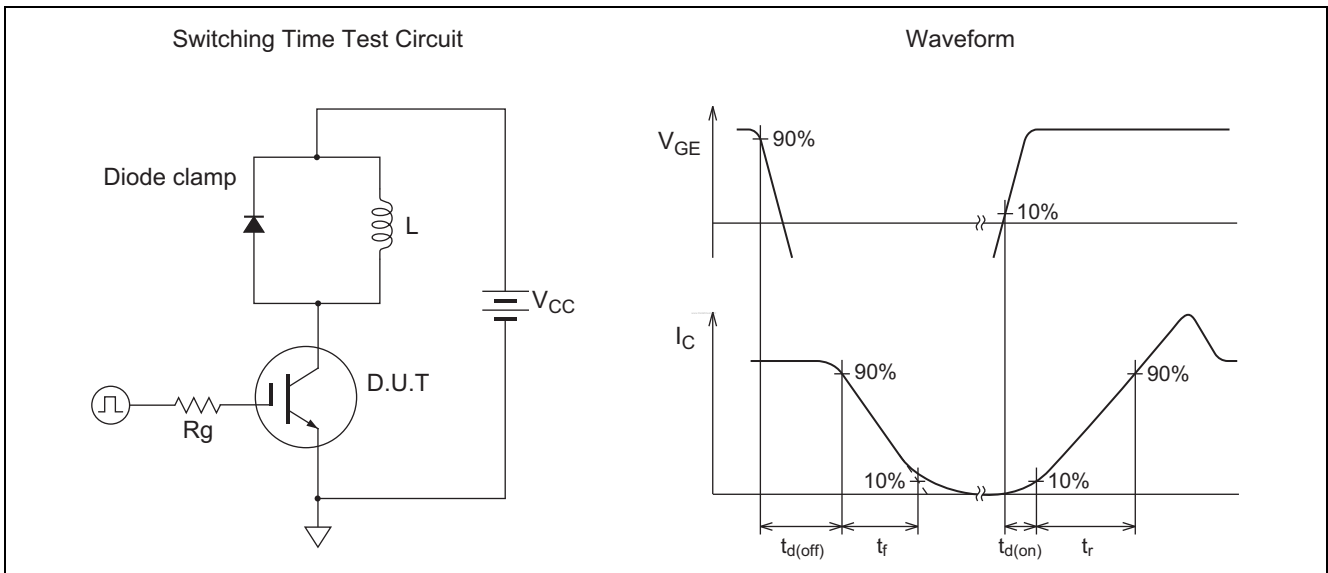 Switching Time Test Circuit
Diode clamp
L
V_CC
D.U.T
Rg
Waveform
V_GE
90%
10%
I_C
90%
90%
10%
10%
t_d(off)
t_f
t_d(on)
t_r